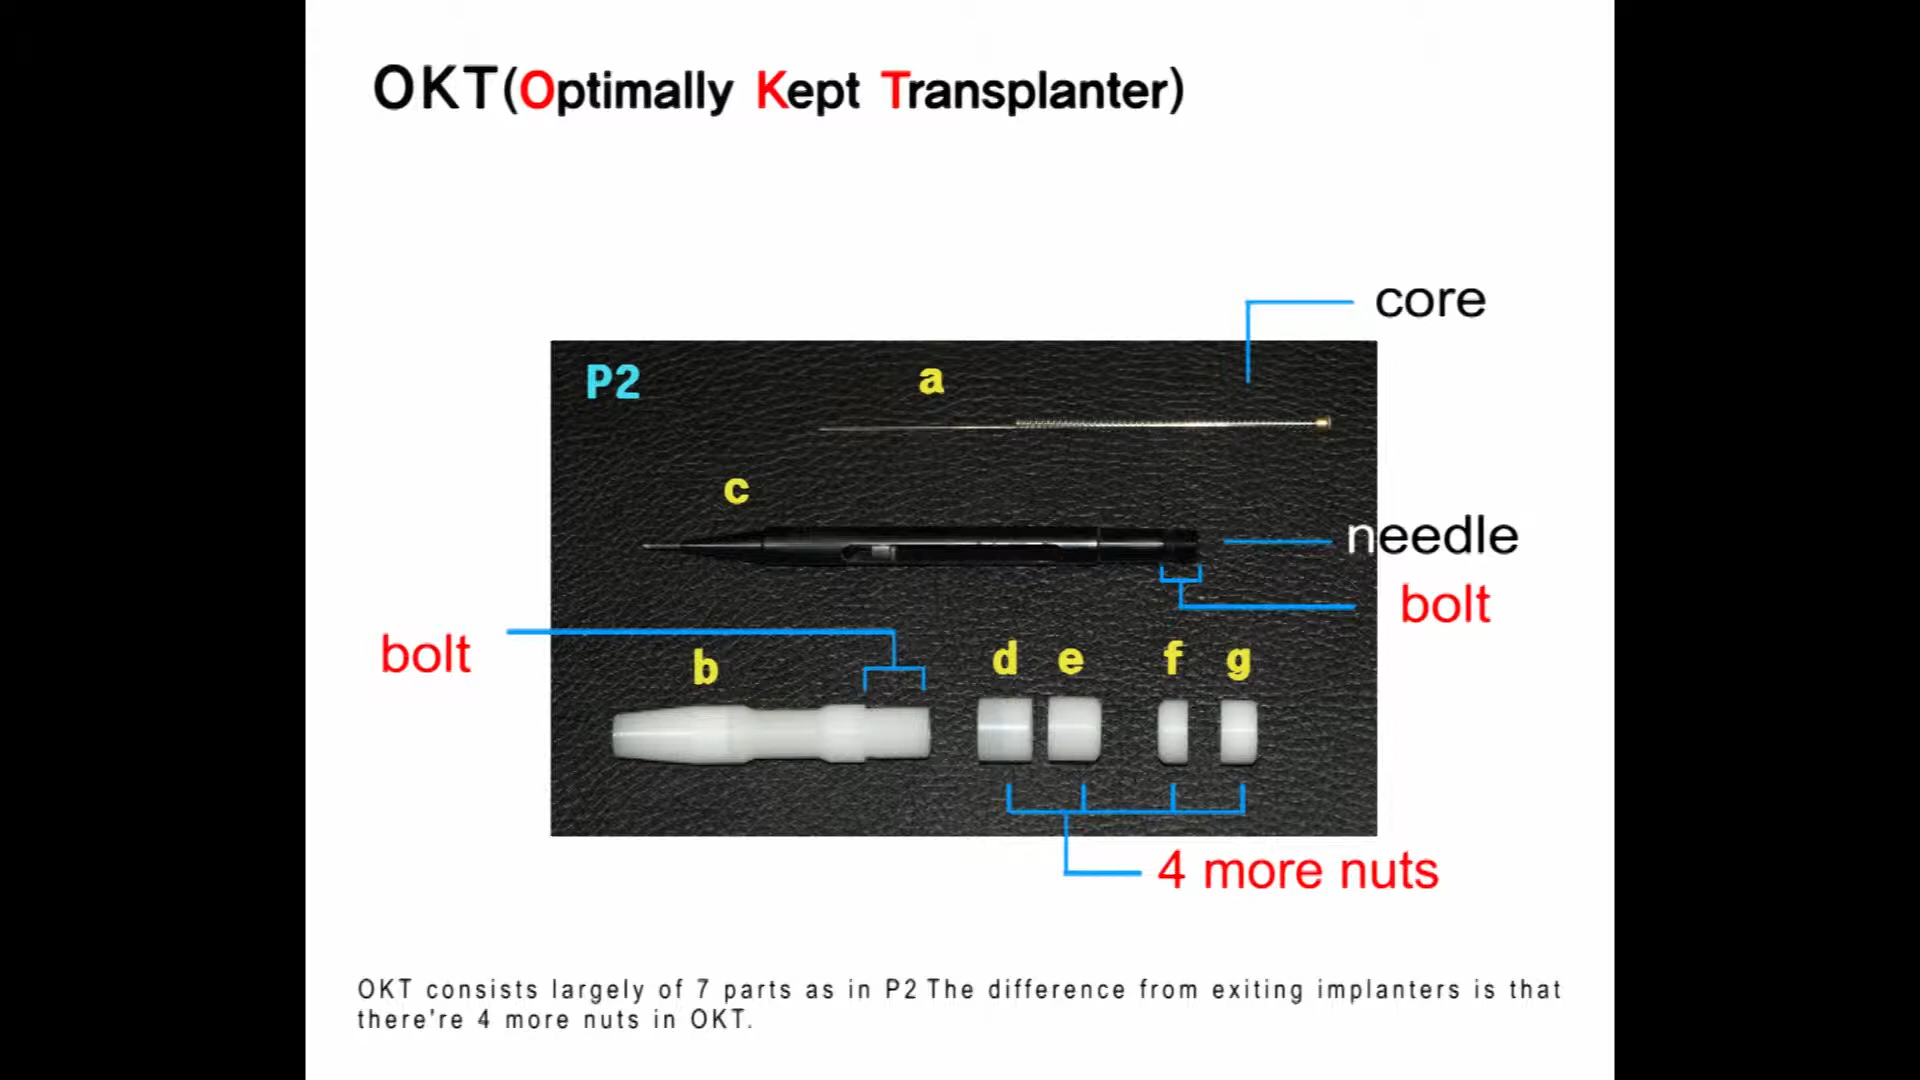 OKT(Optimally Kept Transplanter)
core
P2
a
c
needle
bolt
bolt
b
d e f g
4 more nuts
OKT consists largely of 7 parts as in P2 The difference from exiting implanters is that
there're 4 more nuts in OKT.